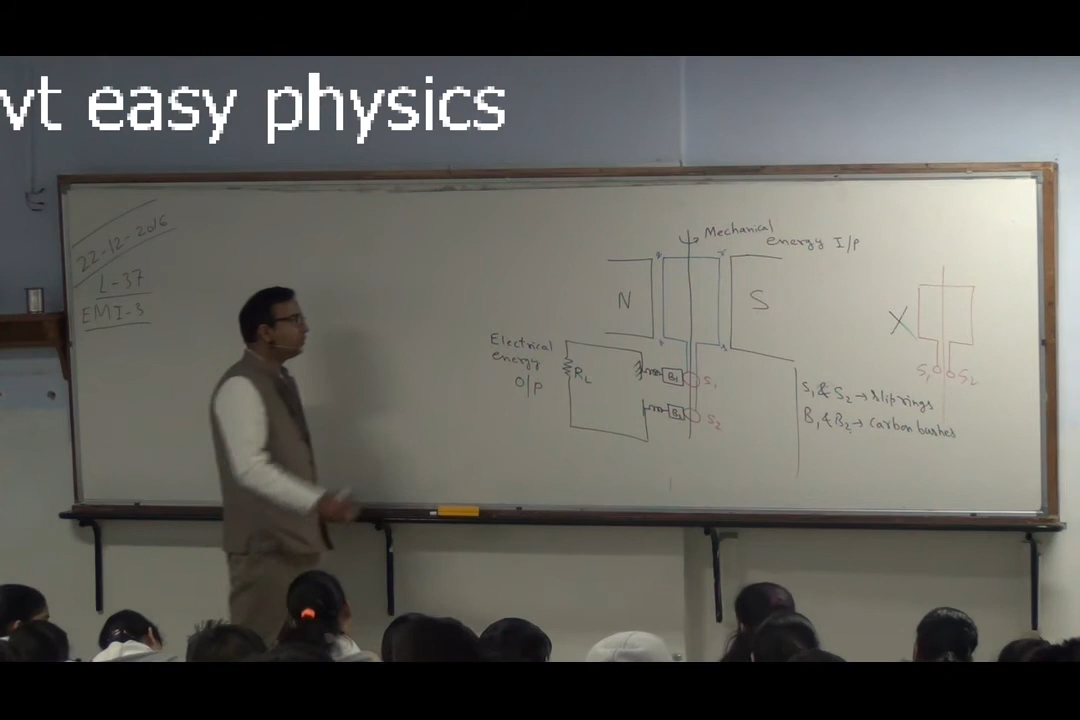 vt easy physics
22-12-2016
L-37
EMI-3
Mechanical
energy I/p
N
S
Electrical
energy
O/p
RL
B1
S1
B2
S2
X
S1 S2
S1 & S2 → slip rings
B1 & B2 → carbon bushes